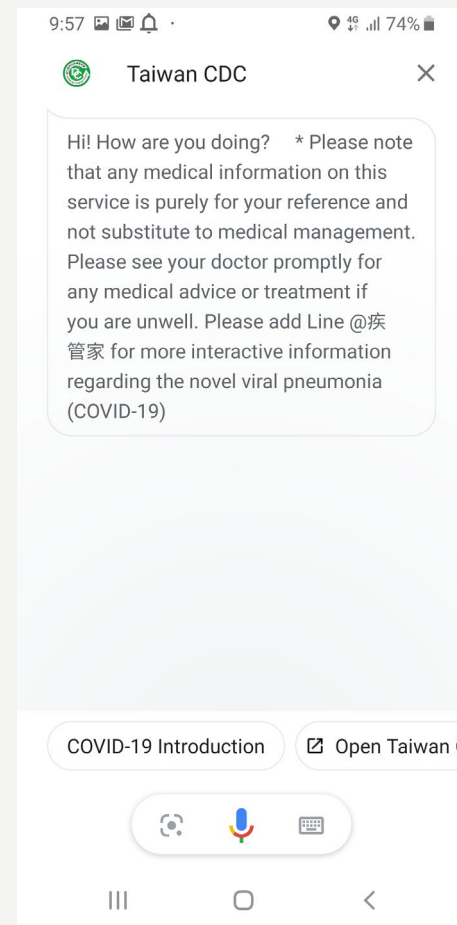 9:57 4G 74%
Taiwan CDC
Hi! How are you doing? * Please note
that any medical information on this
service is purely for your reference and
not substitute to medical management.
Please see your doctor promptly for
any medical advice or treatment if
you are unwell. Please add Line @疾
管家 for more interactive information
regarding the novel viral pneumonia
(COVID-19)
COVID-19 Introduction Open Taiwan